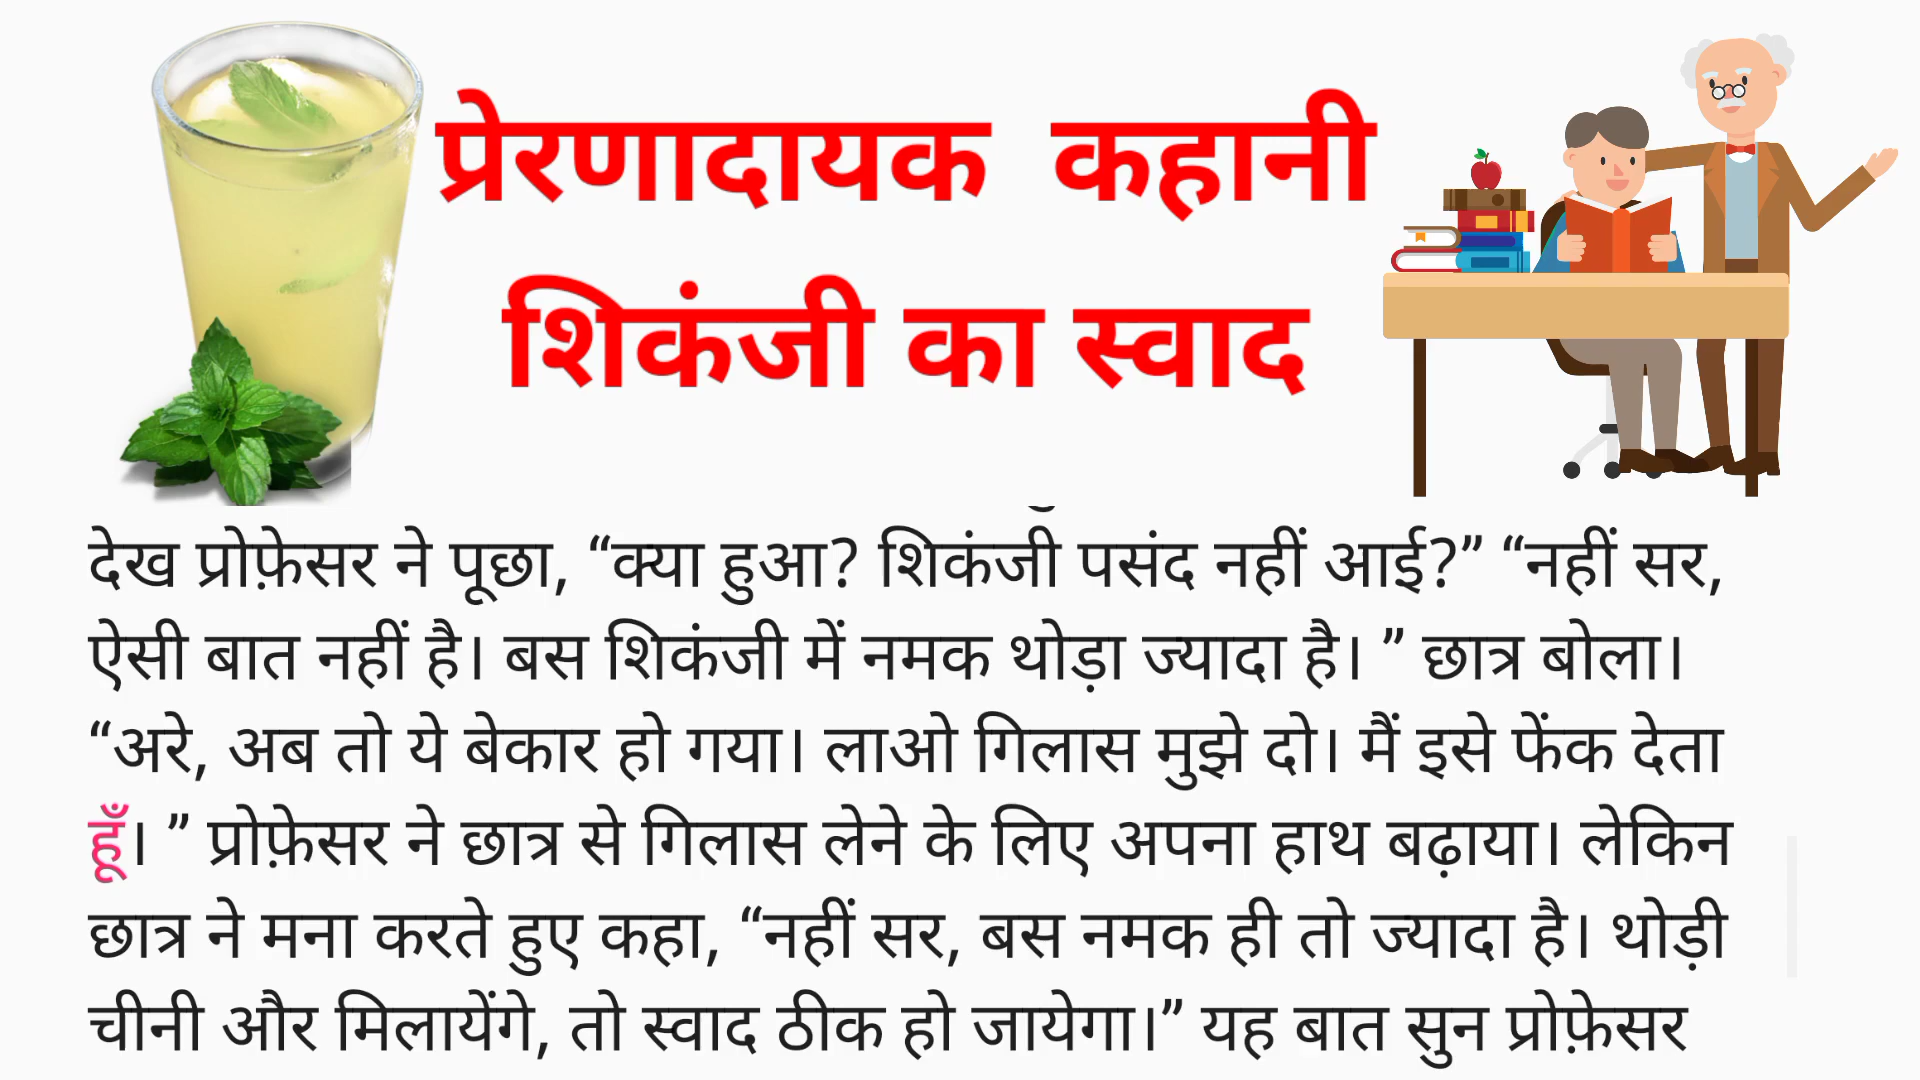 प्रेरणादायक कहानी
शिकंजी का स्वाद
देख प्रोफ़ेसर ने पूछा, “क्या हुआ? शिकंजी पसंद नहीं आई?” “नहीं सर,
ऐसी बात नहीं है। बस शिकंजी में नमक थोड़ा ज्यादा है। ” छात्र बोला।
“अरे, अब तो ये बेकार हो गया। लाओ गिलास मुझे दो। मैं इसे फेंक देता
हूँ। ” प्रोफ़ेसर ने छात्र से गिलास लेने के लिए अपना हाथ बढ़ाया। लेकिन
छात्र ने मना करते हुए कहा, “नहीं सर, बस नमक ही तो ज्यादा है। थोड़ी
चीनी और मिलायेंगे, तो स्वाद ठीक हो जायेगा।” यह बात सुन प्रोफ़ेसर